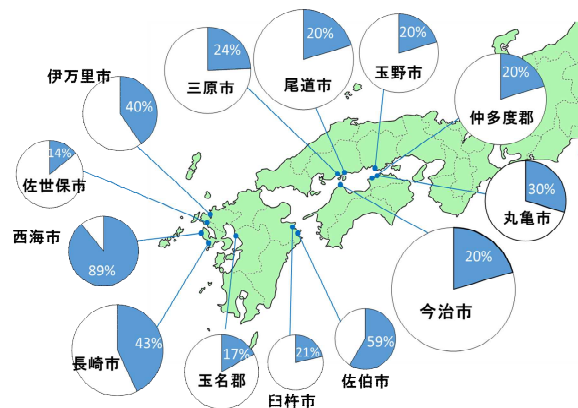 20%
尾道市
20%
玉野市
24%
三原市
伊万里市
40%
20%
仲多度郡
14%
佐世保市
30%
丸亀市
西海市
89%
20%
今治市
43%
長崎市
17%
玉名郡
21%
臼杵市
59%
佐伯市